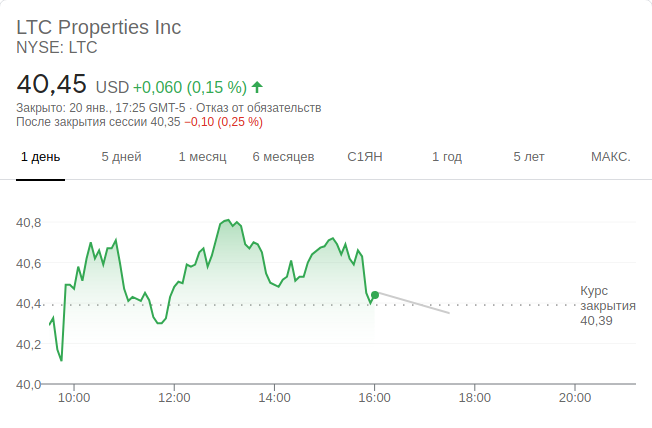 LTC Properties Inc
NYSE: LTC
40,45 USD +0,060 (0,15 %)
Закрыто: 20 янв., 17:25 GMT-5 · Отказ от обязательств
После закрытия сессии 40,35 −0,10 (0,25 %)
1 день 5 дней 1 месяц 6 месяцев С1ЯН 1 год 5 лет МАКС.
40,8
40,6
40,4
40,2
40,0
Курс
закрытия
40,39
10:00 12:00 14:00 16:00 18:00 20:00